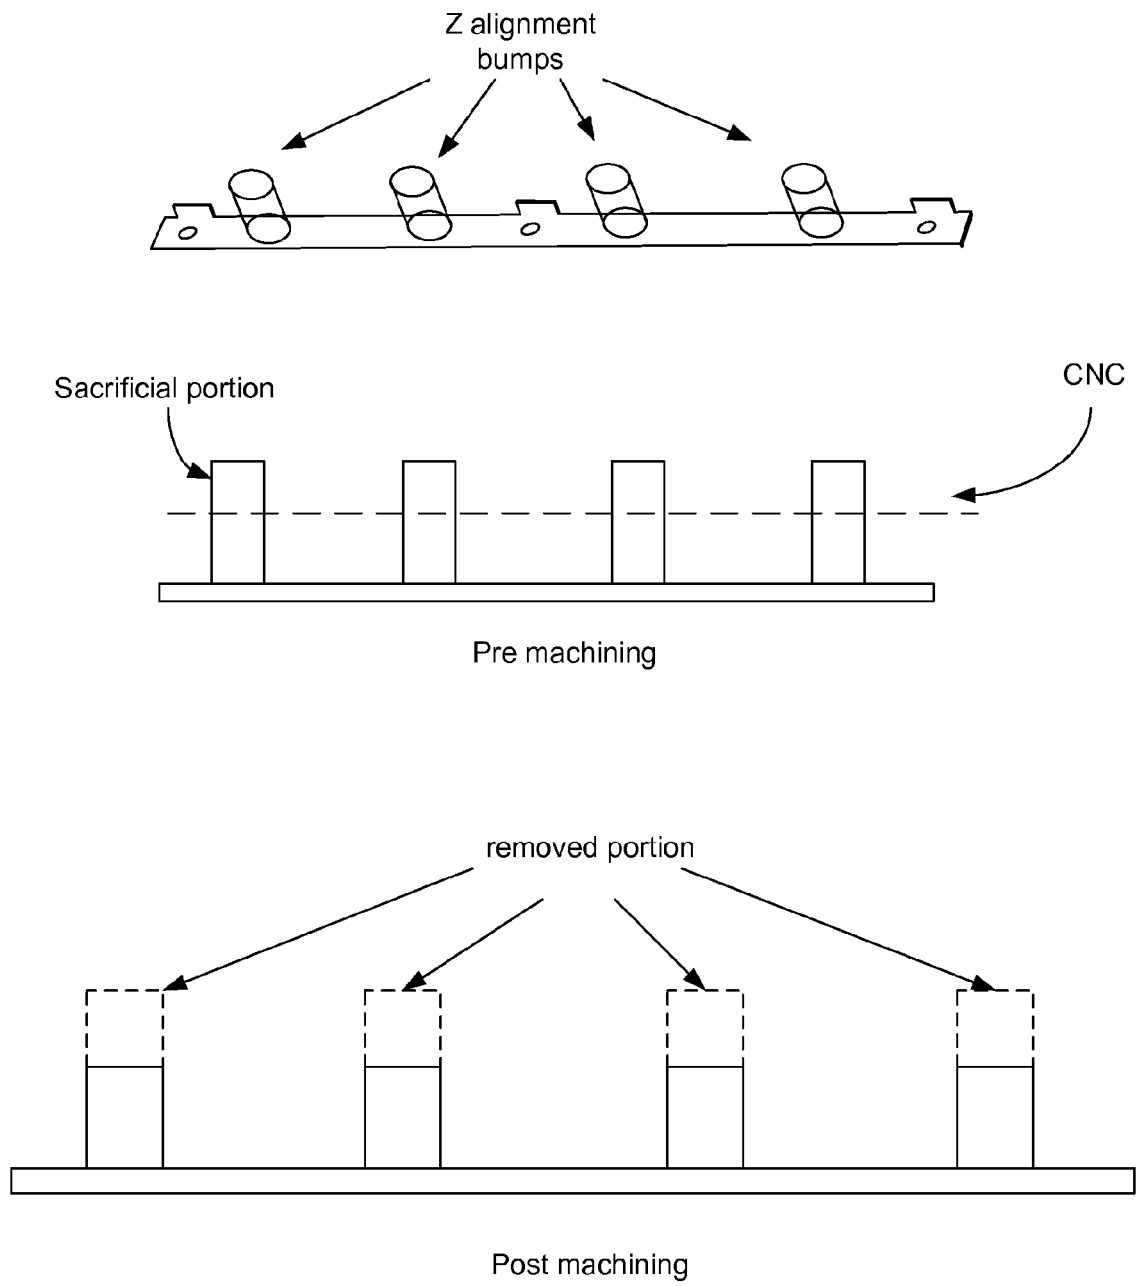 Z alignment
bumps
Sacrificial portion
CNC
Pre machining
removed portion
Post machining